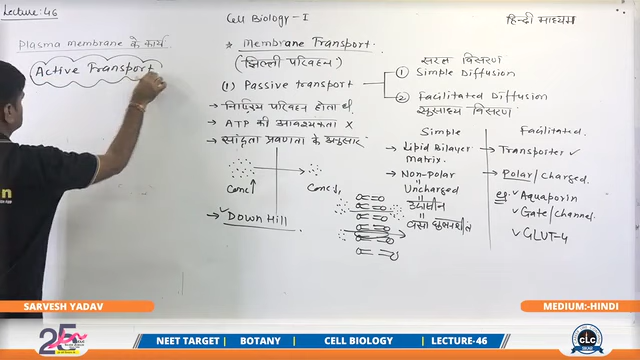 Lecture: 46
Cell Biology-I
हिन्दी माध्यम
Plasma membrane के कार्य
Active Transport
* Membrane Transport.
(झिल्ली परिवहन)
(1) Passive transport
→ निष्क्रिय परिवहन होता है
→ ATP की आवश्यकता X
→ सांद्रता प्रवणता के अनुसार
Conc↑
Conc↓
→ Down Hill
सरल विसरण
① Simple Diffusion
② Facilitated Diffusion
सुसाध्य विसरण
Simple
→ Lipid Bilayer
matrix.
→ Non-Polar
Uncharged
उदासीन
Facilitated.
→ Transporter ✓
→ Polar/Charged.
eg. ✓ Aquaporin
✓ Gate/Channel.
✓ GLUT-4
SARVESH YADAV
MEDIUM:-HINDI
25
NEET TARGET
BOTANY
CELL BIOLOGY
LECTURE-46
CLC